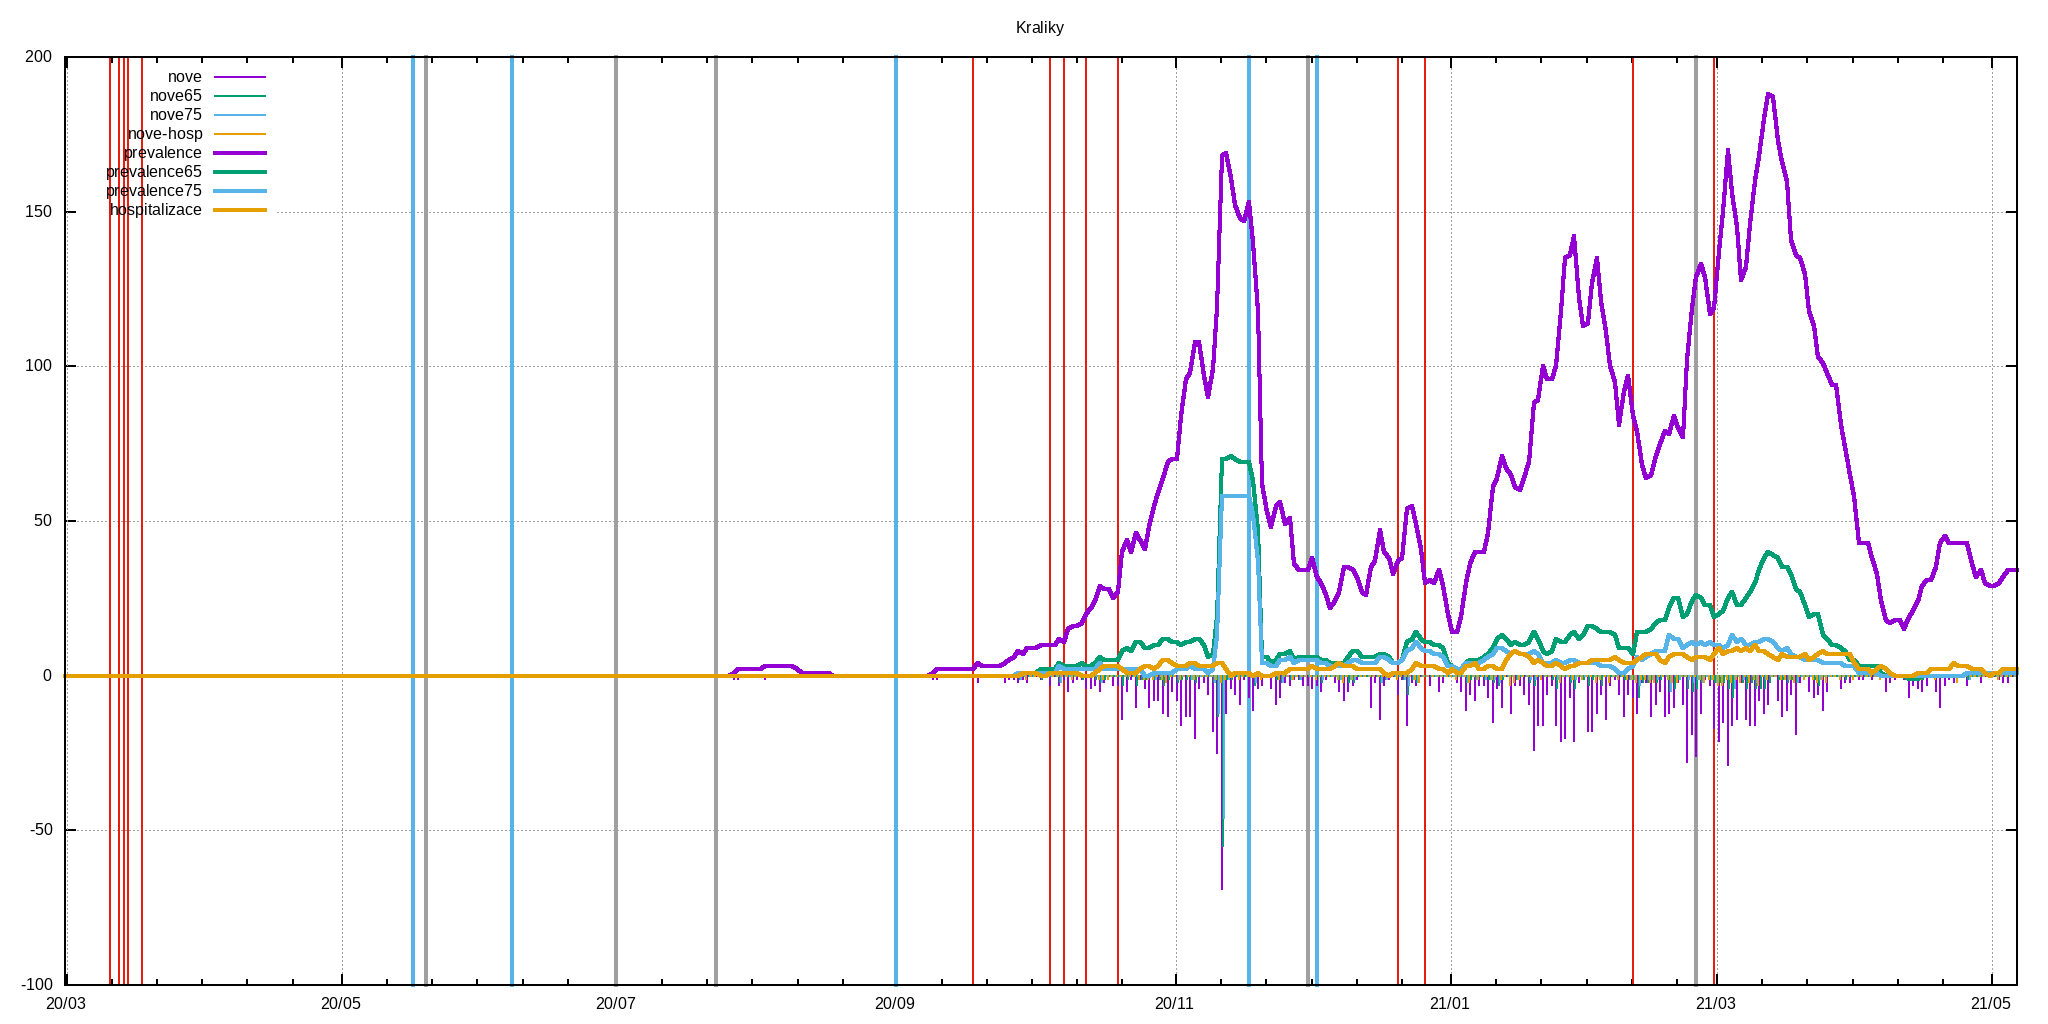 Kraliky
200
150
100
50
0
-50
-100
nove
nove65
nove75
nove-hosp
prevalence
prevalence65
prevalence75
hospitalizace
20/03 20/05 20/07 20/09 20/11 21/01 21/03 21/05